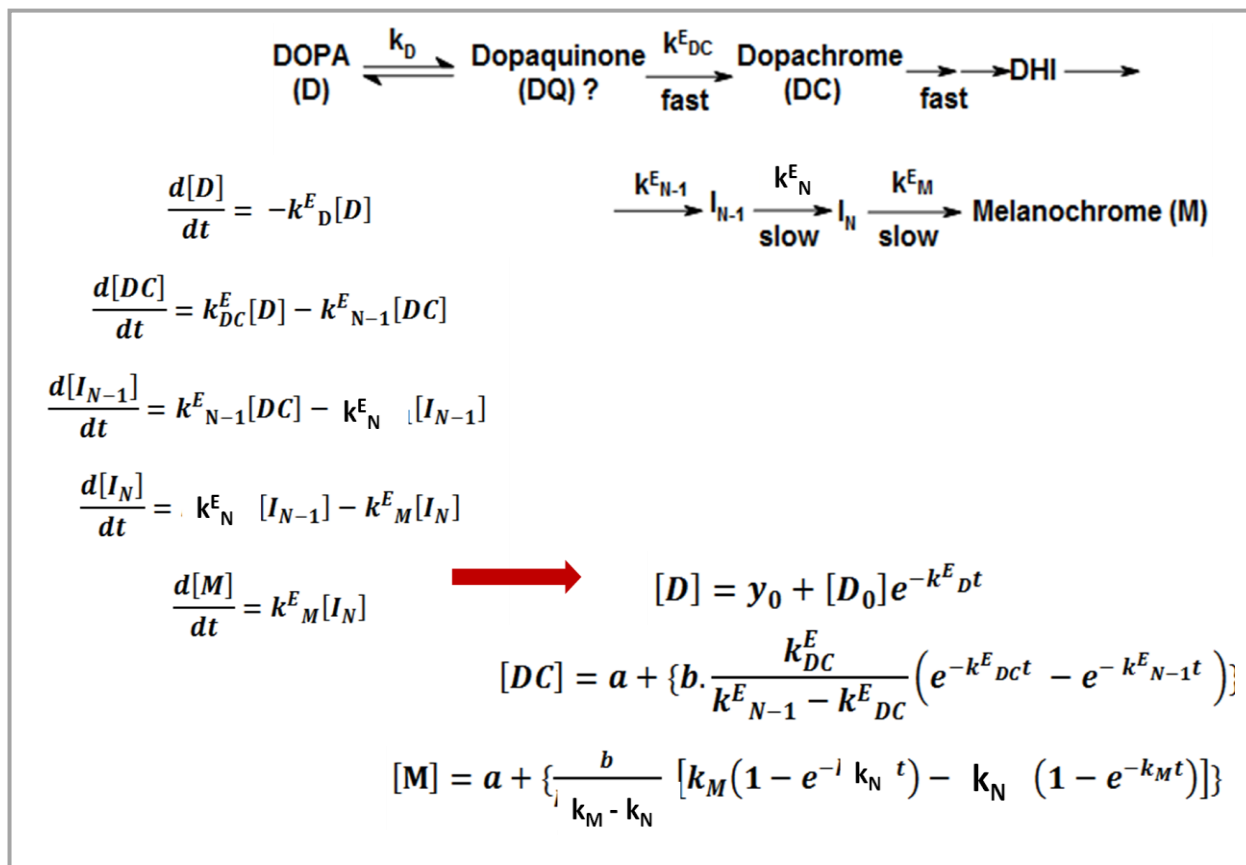 DOPA (D) ⇌ k_D Dopaquinone (DQ) ? → k^E_DC fast Dopachrome (DC) →→ fast DHI →
→ k^E_N-1 I_N-1 → k^E_N slow I_N → k^E_M slow Melanochrome (M)
d[D]/dt = -k^E_D[D]
d[DC]/dt = k^E_DC[D] - k^E_N-1[DC]
d[I_N-1]/dt = k^E_N-1[DC] - k^E_N [I_N-1]
d[I_N]/dt = k^E_N [I_N-1] - k^E_M[I_N]
d[M]/dt = k^E_M[I_N]
[D] = y_0 + [D_0]e^{-k^E_D t}
[DC] = a + {b. k^E_DC/(k^E_N-1 - k^E_DC) (e^{-k^E_DC t} - e^{-k^E_N-1 t})}
[M] = a + {b/(k_M - k_N) [k_M(1 - e^{-k_N t}) - k_N (1 - e^{-k_M t})]}